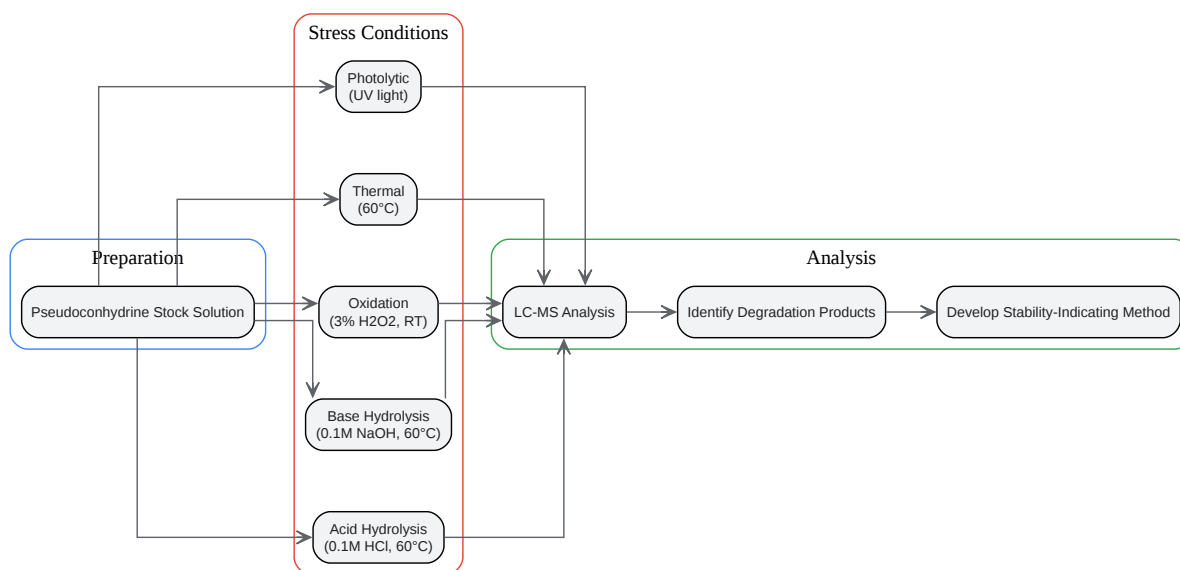 Stress Conditions
Photolytic
(UV light)
Thermal
(60°C)
Preparation
Analysis
Pseudoconhydrine Stock Solution
Oxidation
(3% H2O2, RT)
LC-MS Analysis
Identify Degradation Products
Develop Stability-Indicating Method
Base Hydrolysis
(0.1M NaOH, 60°C)
Acid Hydrolysis
(0.1M HCl, 60°C)